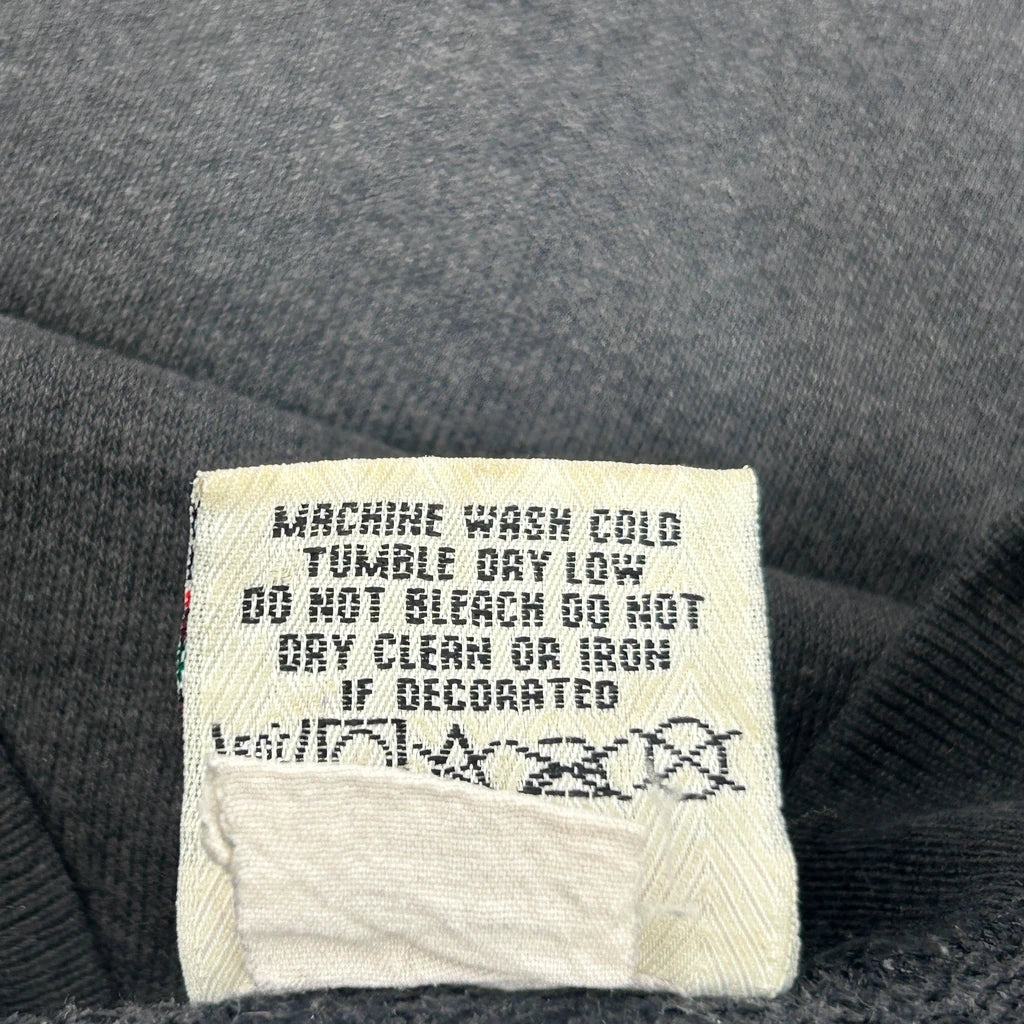 MACHINE WASH COLD
TUMBLE DRY LOW
DO NOT BLEACH DO NOT
DRY CLEAN OR IRON
IF DECORATED